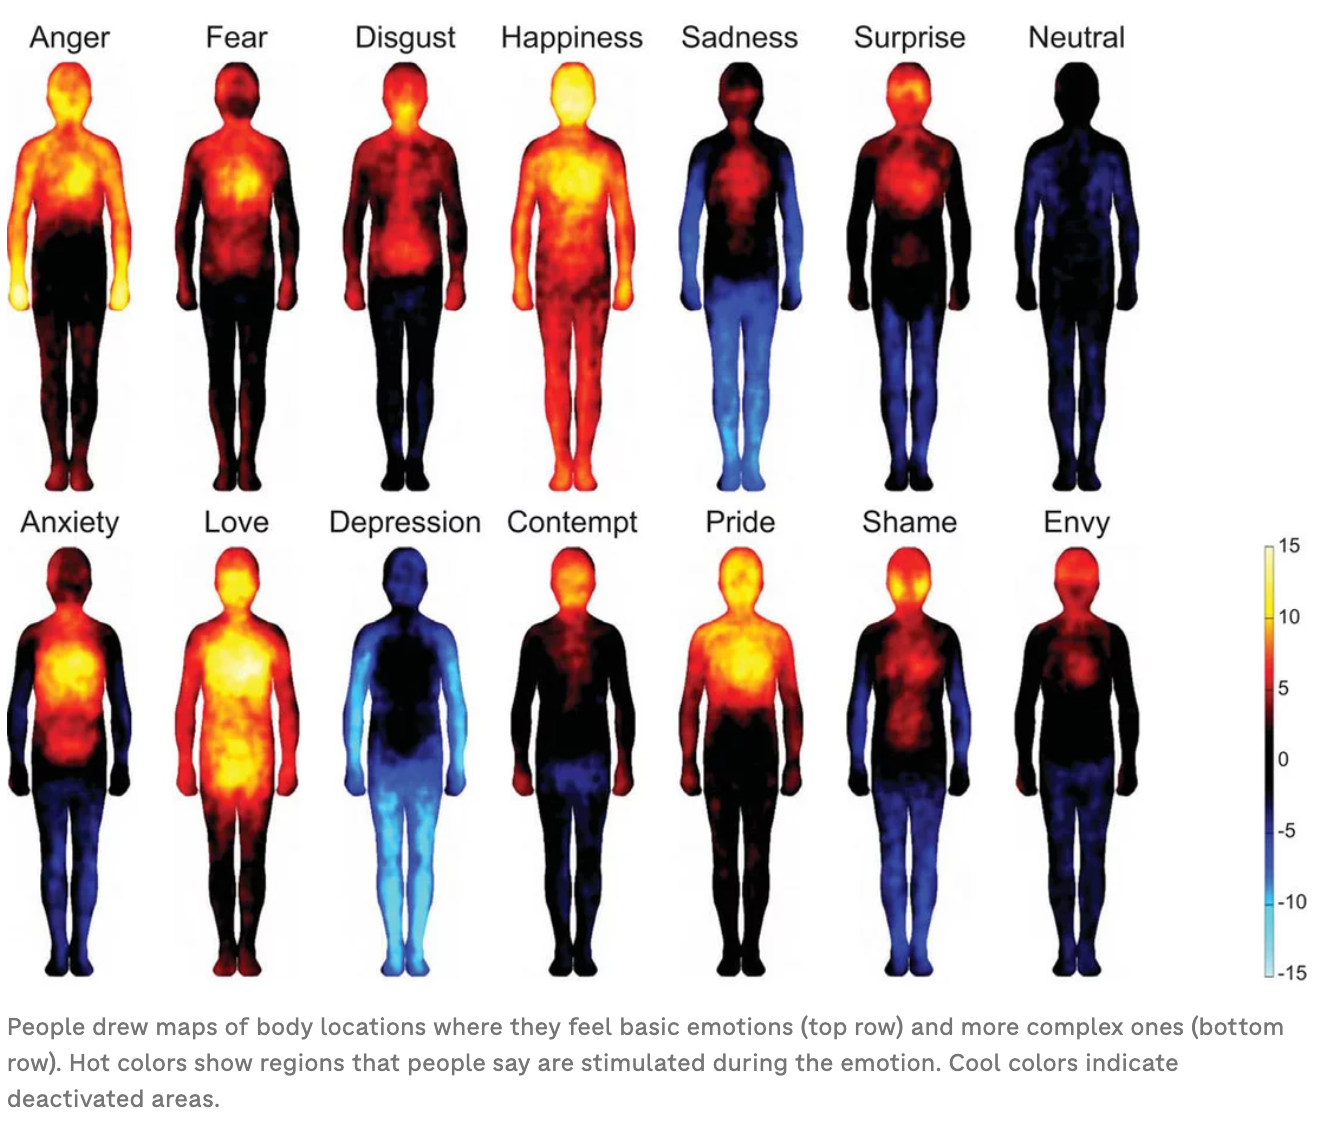 Anger Fear Disgust Happiness Sadness Surprise Neutral
Anxiety Love Depression Contempt Pride Shame Envy
15
10
5
0
-5
-10
-15
People drew maps of body locations where they feel basic emotions (top row) and more complex ones (bottom
row). Hot colors show regions that people say are stimulated during the emotion. Cool colors indicate
deactivated areas.